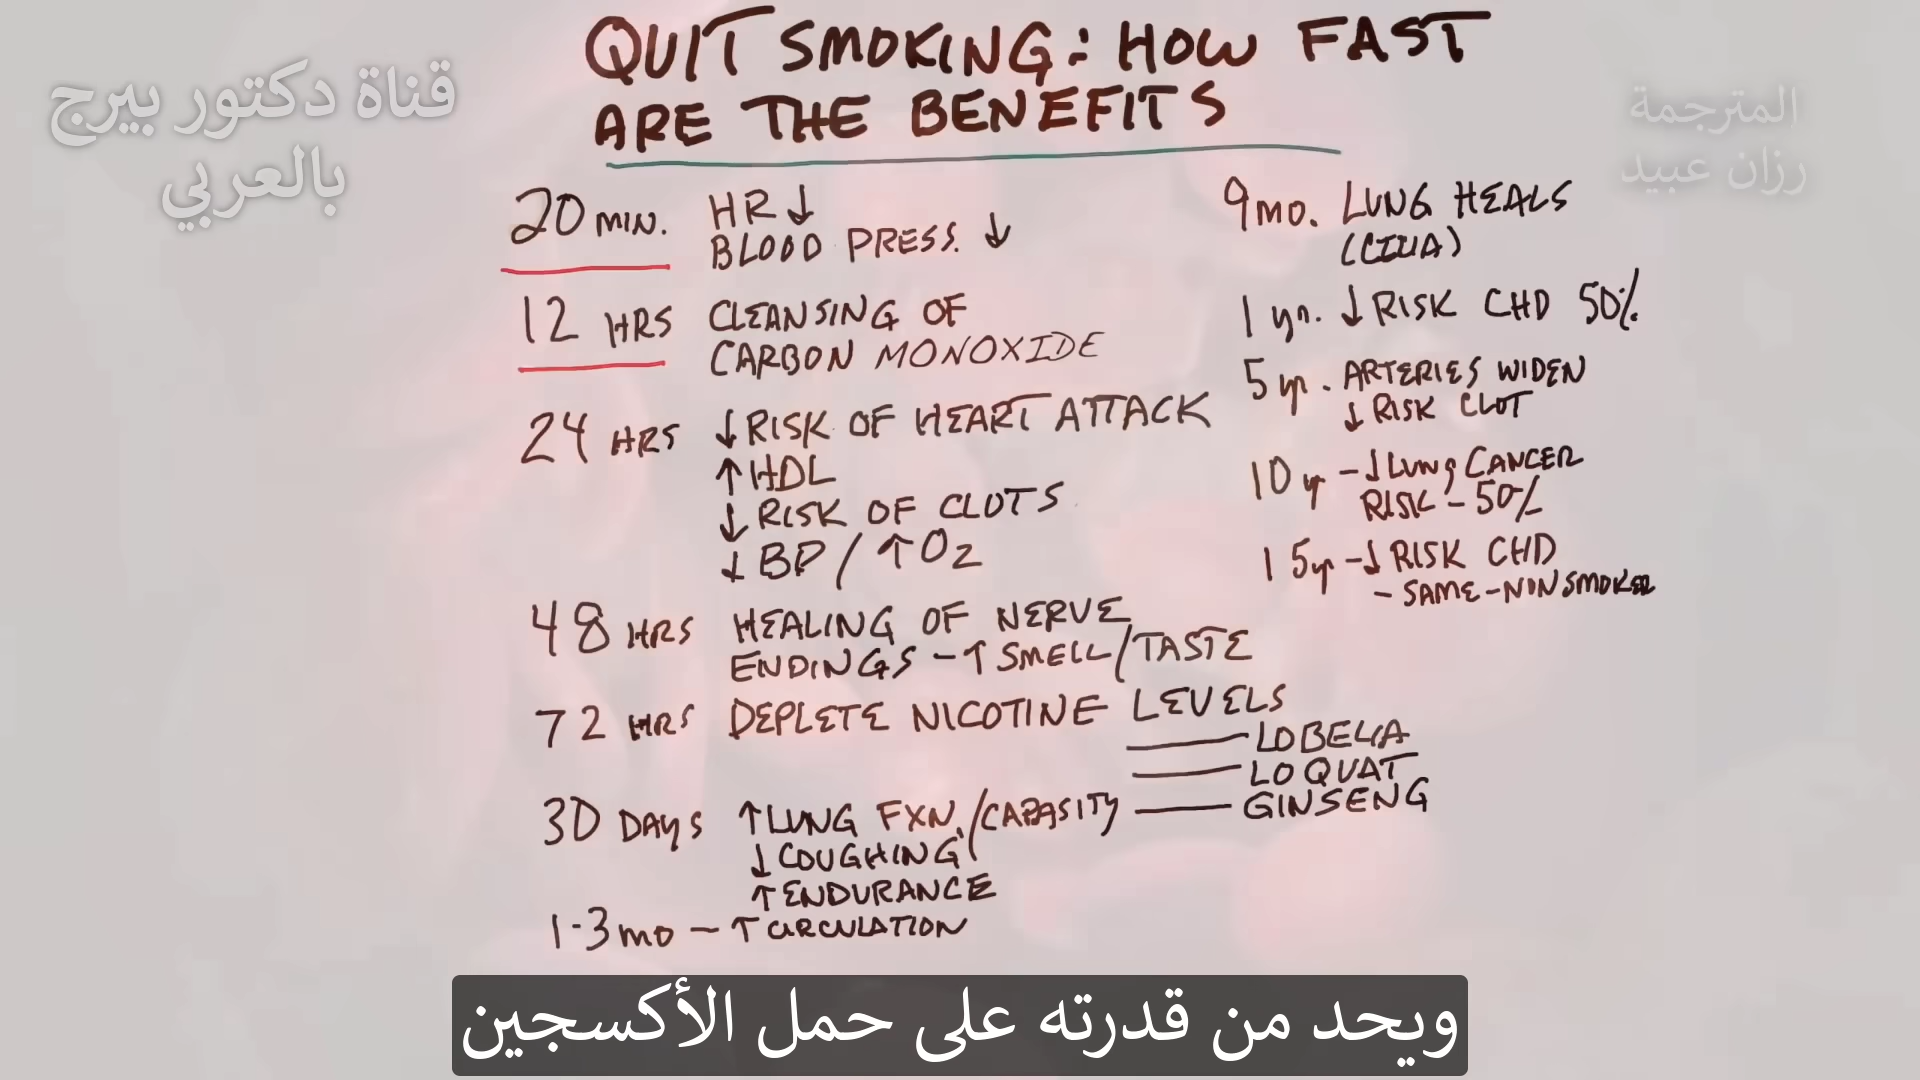 QUIT SMOKING: HOW FAST
ARE THE BENEFITS
قناة دكتور بيرج
بالعربي
المترجمة
رزان عبيد
20 MIN. HR ↓
BLOOD PRESS. ↓
12 HRS CLEANSING OF
CARBON MONOXIDE
24 HRS ↓ RISK OF HEART ATTACK
↑ HDL
↓ RISK OF CLOTS
↓ BP / ↑ O2
48 HRS HEALING OF NERVE
ENDINGS - ↑ SMELL/TASTE
72 HRS DEPLETE NICOTINE LEVELS
LOBELIA
LOQUAT
GINSENG
30 DAYS ↑ LUNG FXN./CAPASITY
↓ COUGHING
↑ ENDURANCE
1-3 mo - ↑ CIRCULATION
9 mo. LUNG HEALS
(CILIA)
1 yr. ↓ RISK CHD 50%
5 yr. ARTERIES WIDEN
↓ RISK CLOT
10 y - ↓ LUNG CANCER
RISK - 50%
15 yr - ↓ RISK CHD
- SAME - NON SMOKER
ويحد من قدرته على حمل الأكسجين